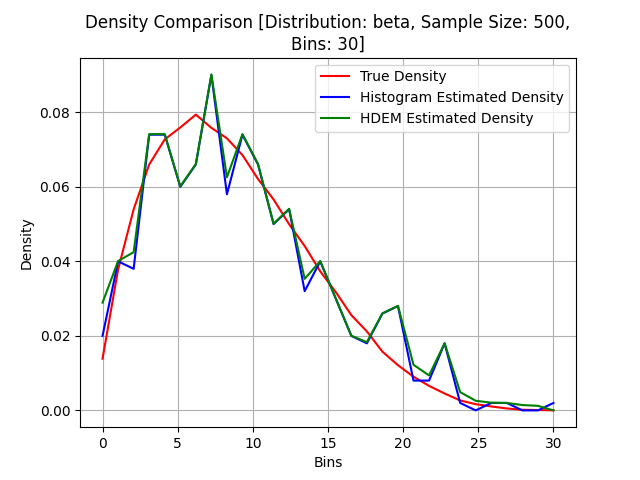 Density Comparison [Distribution: beta, Sample Size: 500,
Bins: 30]
True Density
Histogram Estimated Density
HDEM Estimated Density
Density
0.08
0.06
0.04
0.02
0.00
0 5 10 15 20 25 30
Bins